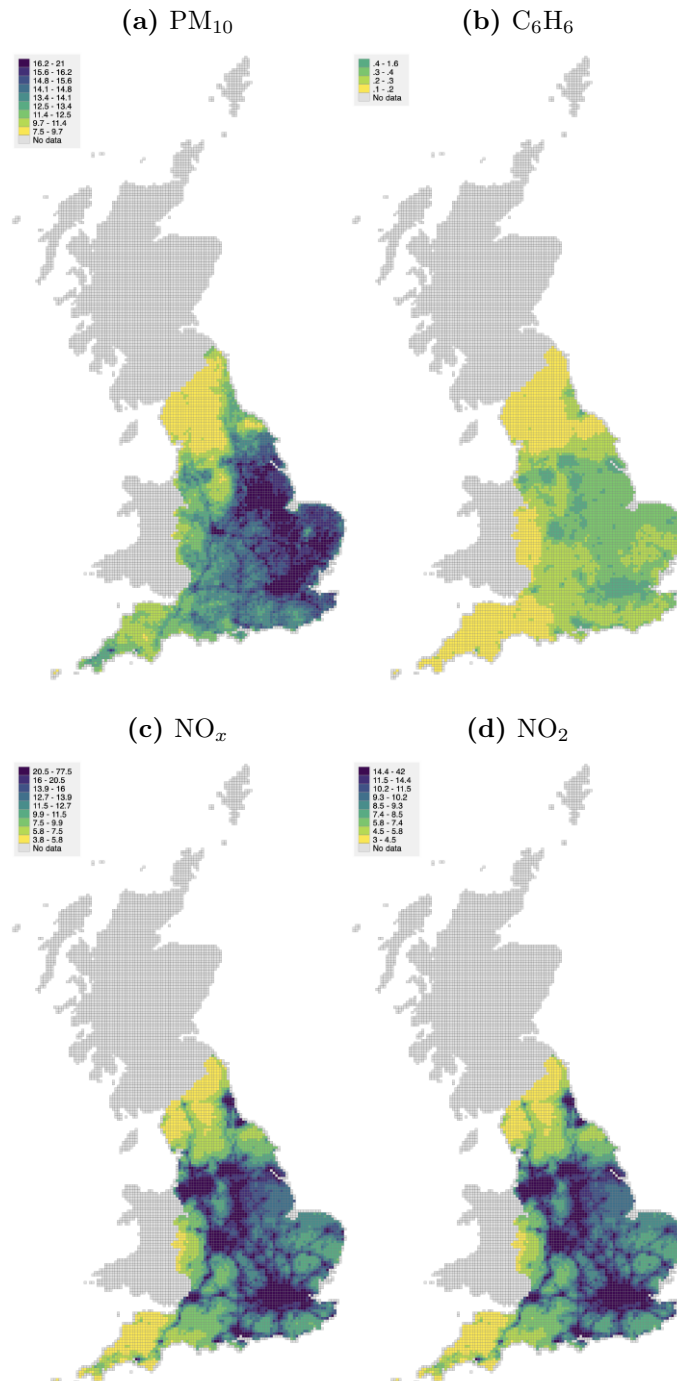 (a) PM₁₀
(b) C₆H₆
16.2 - 21
15.6 - 16.2
14.8 - 15.6
14.1 - 14.8
13.4 - 14.1
12.5 - 13.4
11.4 - 12.5
9.7 - 11.4
7.5 - 9.7
No data
.4 - 1.6
.3 - .4
.2 - .3
.1 - .2
No data
(c) NOₓ
(d) NO₂
20.5 - 77.5
16 - 20.5
13.9 - 16
12.7 - 13.9
11.5 - 12.7
9.9 - 11.5
7.5 - 9.9
5.8 - 7.5
3.8 - 5.8
No data
14.4 - 42
11.5 - 14.4
10.2 - 11.5
9.3 - 10.2
8.5 - 9.3
7.4 - 8.5
5.8 - 7.4
4.5 - 5.8
3 - 4.5
No data